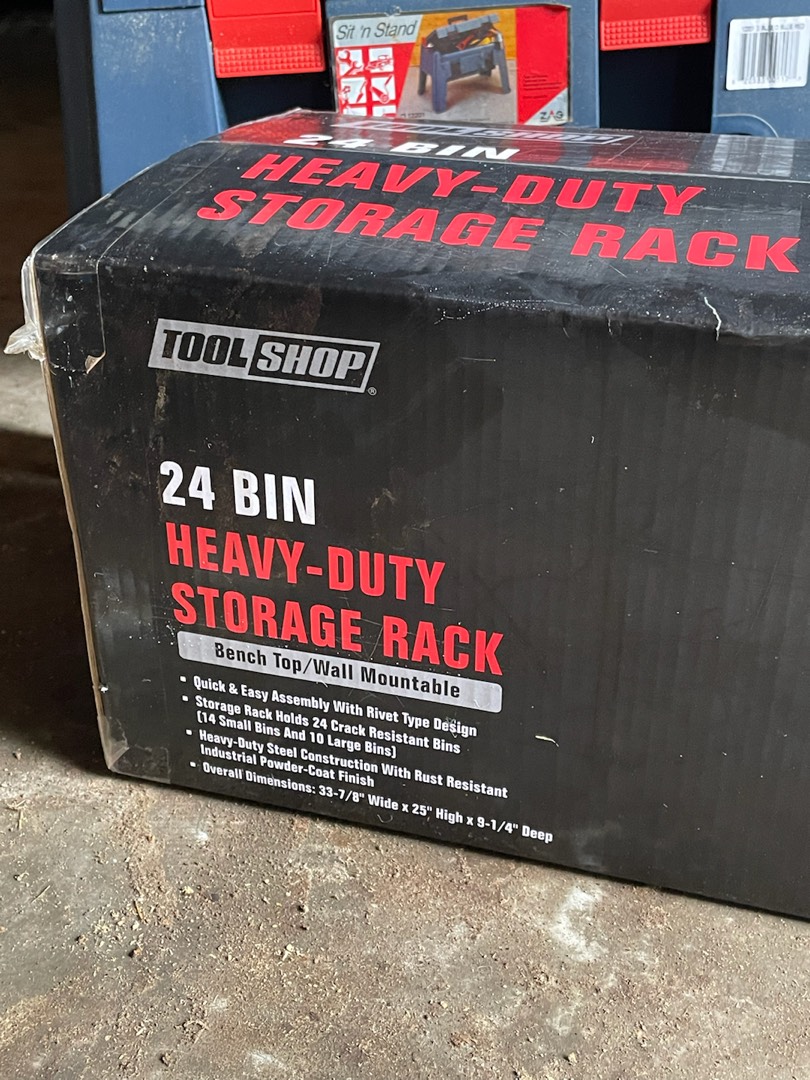 Sit 'n Stand
ZAG
TOOL SHOP
24 BIN
HEAVY-DUTY
STORAGE RACK
TOOL SHOP®
24 BIN
HEAVY-DUTY
STORAGE RACK
Bench Top/Wall Mountable
• Quick & Easy Assembly With Rivet Type Design
• Storage Rack Holds 24 Crack Resistant Bins
(14 Small Bins And 10 Large Bins)
• Heavy-Duty Steel Construction With Rust Resistant
Industrial Powder-Coat Finish
• Overall Dimensions: 33-7/8" Wide x 25" High x 9-1/4" Deep